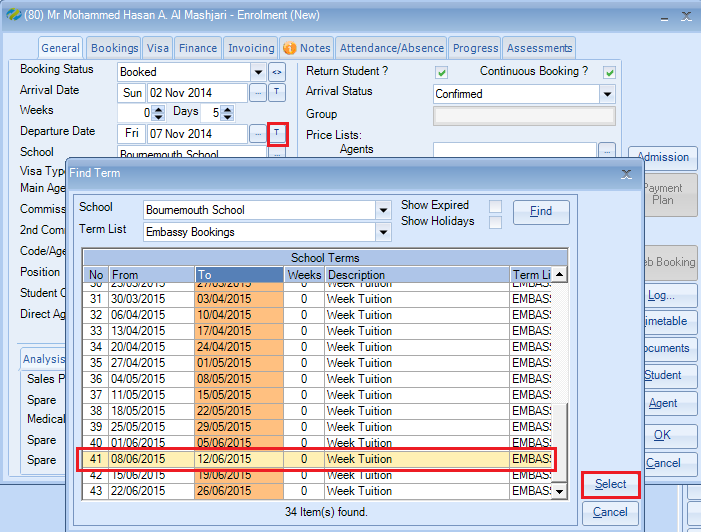 (80) Mr Mohammed Hasan A. Al Mashjari - Enrolment (New)
General Bookings Visa Finance Invoicing Notes Attendance/Absence Progress Assessments
Booking Status Booked <> Return Student ? Continuous Booking ?
Arrival Date Sun 02 Nov 2014 ... T Arrival Status Confirmed
Weeks 0 Days 5 Group
Departure Date Fri 07 Nov 2014 ... T Price Lists:
School Bournemouth School ... Agents ...
Admission
Visa Typ
Main Age
Commiss
2nd Comm
Code/Age
Position
Student C
Direct Ag
Analysis
Sales P
Spare
Medical
Spare
Spare
Payment
Plan
eb Booking
Log...
imetable
ocuments
Student
Agent
OK
Cancel
Find Term
School Bournemouth School Show Expired Find
Term List Embassy Bookings Show Holidays
School Terms
No From To Weeks Description Term Li
30 23/03/2015 27/03/2015 0 Week Tuition EMBASS
31 30/03/2015 03/04/2015 0 Week Tuition EMBASS
32 06/04/2015 10/04/2015 0 Week Tuition EMBASS
33 13/04/2015 17/04/2015 0 Week Tuition EMBASS
34 20/04/2015 24/04/2015 0 Week Tuition EMBASS
35 27/04/2015 01/05/2015 0 Week Tuition EMBASS
36 04/05/2015 08/05/2015 0 Week Tuition EMBASS
37 11/05/2015 15/05/2015 0 Week Tuition EMBASS
38 18/05/2015 22/05/2015 0 Week Tuition EMBASS
39 25/05/2015 29/05/2015 0 Week Tuition EMBASS
40 01/06/2015 05/06/2015 0 Week Tuition EMBASS
41 08/06/2015 12/06/2015 0 Week Tuition EMBASS
42 15/06/2015 19/06/2015 0 Week Tuition EMBASS
43 22/06/2015 26/06/2015 0 Week Tuition EMBASS
34 Item(s) found.
Select
Cancel